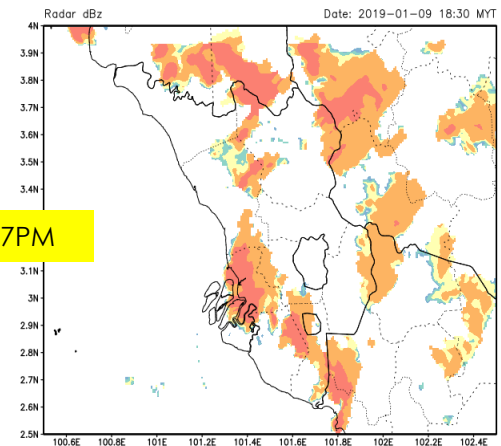 Radar dBz Date: 2019-01-09 18:30 MYT
4N
3.9N
3.8N
3.7N
3.6N
3.5N
3.4N
7PM
3.1N
3N
2.9N
2.8N
2.7N
2.6N
2.5N
100.6E 100.8E 101E 101.2E 101.4E 101.6E 101.8E 102E 102.2E 102.4E